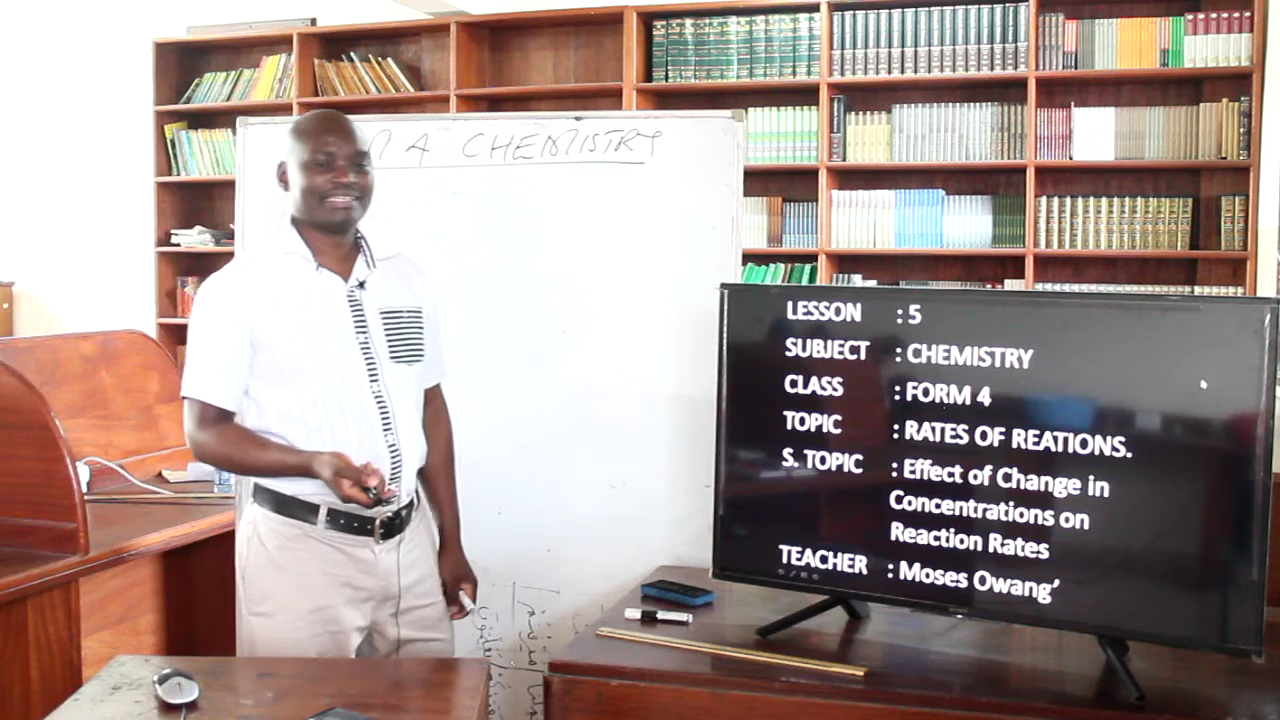 M 4 CHEMISTRY
LESSON : 5
SUBJECT : CHEMISTRY
CLASS : FORM 4
TOPIC : RATES OF REATIONS.
S. TOPIC : Effect of Change in
Concentrations on
Reaction Rates
TEACHER : Moses Owang'